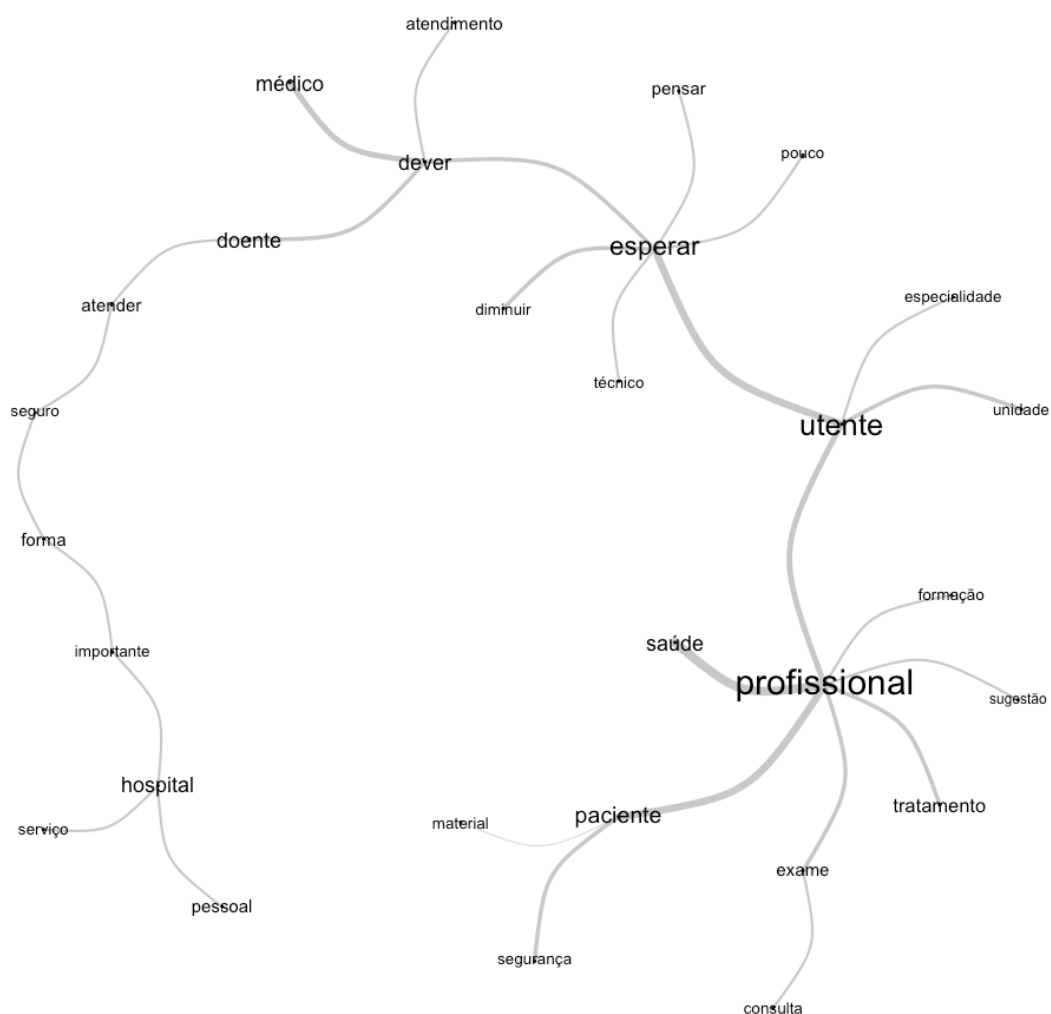 atendimento
médico
pensar
pouco
dever
doente
esperar
atender
diminuir
especialidade
técnico
seguro
unidade
utente
forma
formação
saúde
importante
profissional
sugestão
hospital
tratamento
paciente
material
serviço
exame
pessoal
segurança
consulta